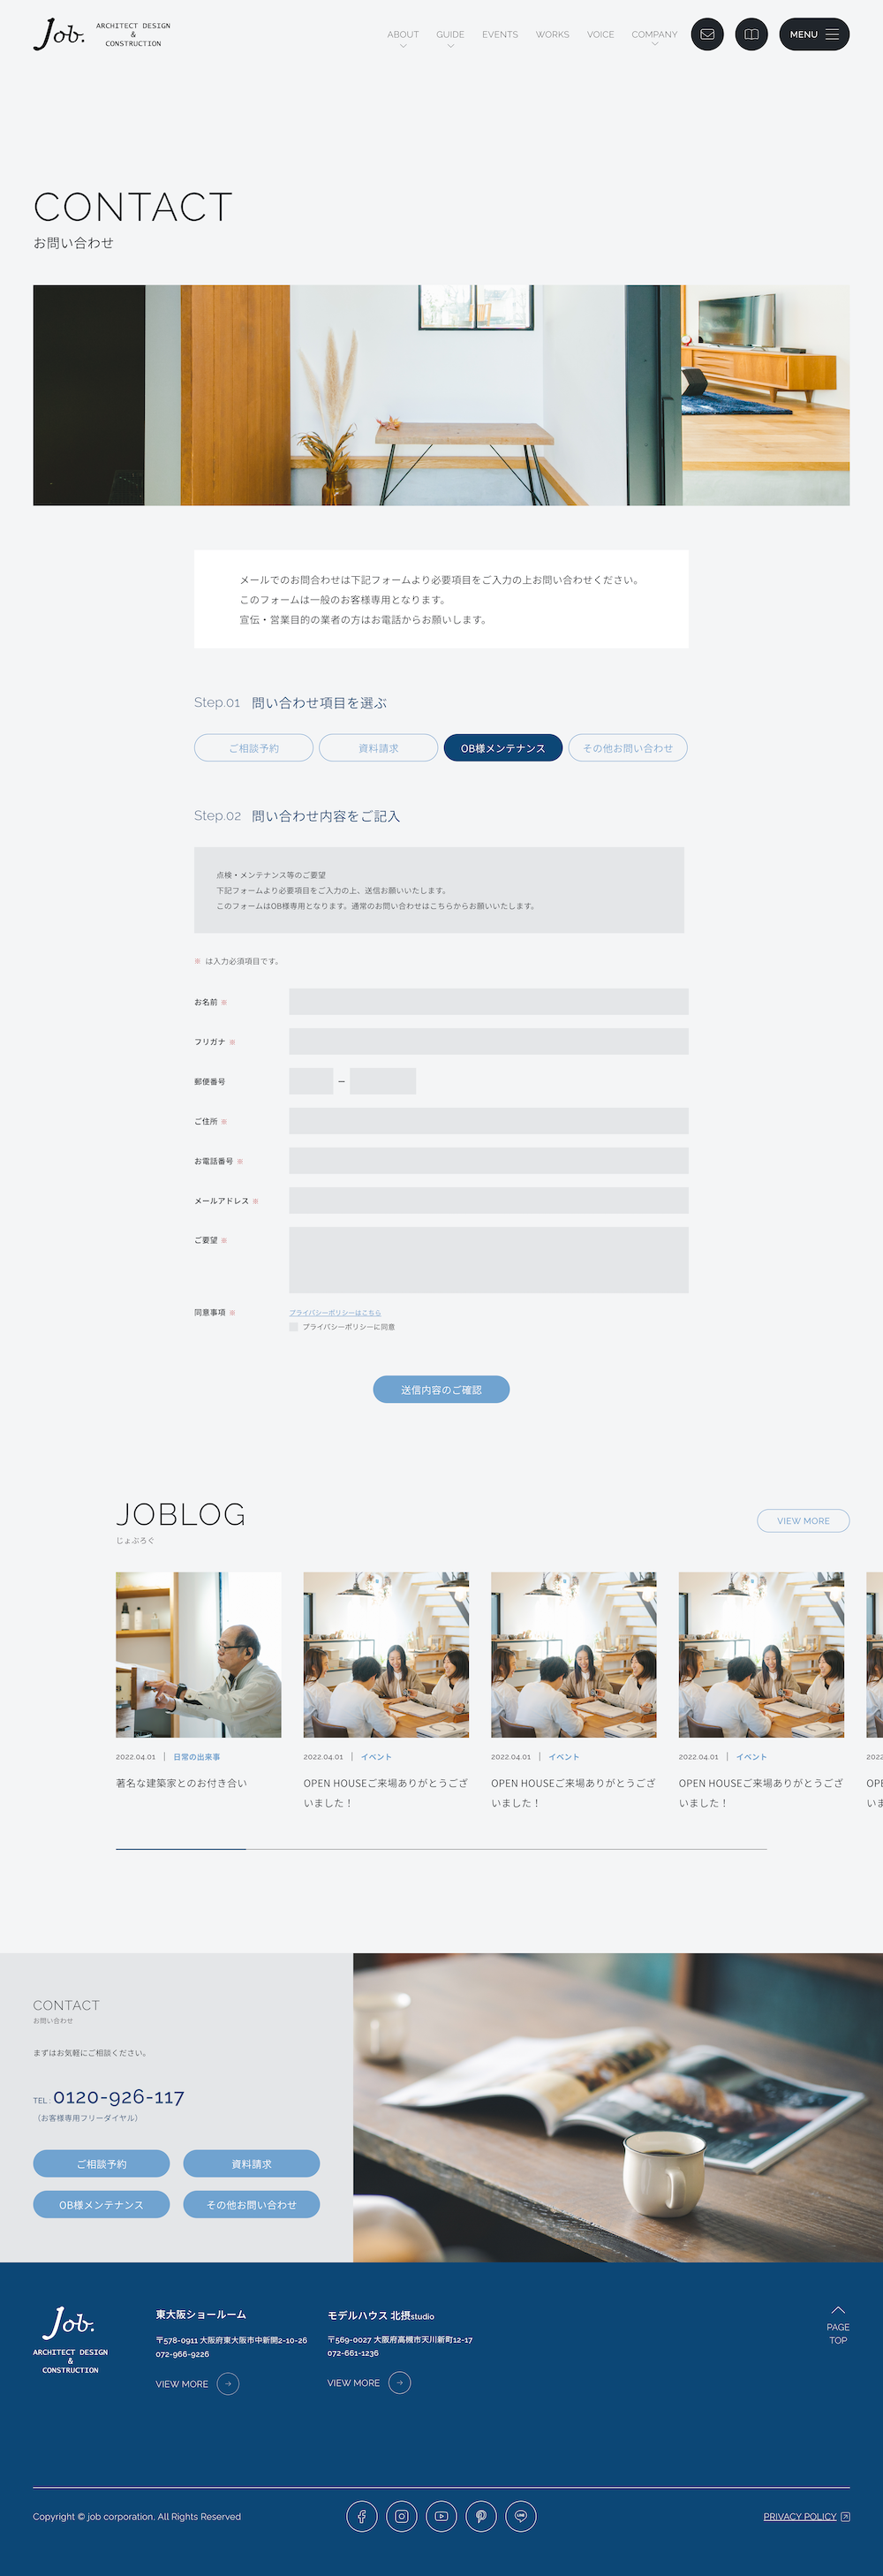 Job.
ARCHITECT DESIGN
&
CONSTRUCTION
ABOUT
GUIDE
EVENTS
WORKS
VOICE
COMPANY
MENU
CONTACT
お問い合わせ
メールでのお問合わせは下記フォームより必要項目をご入力の上お問い合わせください。
このフォームは一般のお客様専用となります。
宣伝・営業目的の業者の方はお電話からお願いします。
Step.01 問い合わせ項目を選ぶ
ご相談予約
資料請求
OB様メンテナンス
その他お問い合わせ
Step.02 問い合わせ内容をご記入
点検・メンテナンス等のご要望
下記フォームより必要項目をご入力の上、送信お願いいたします。
このフォームはOB様専用となります。通常のお問い合わせはこちらからお願いいたします。
※ は入力必須項目です。
お名前 ※
フリガナ ※
郵便番号
ー
ご住所 ※
お電話番号 ※
メールアドレス ※
ご要望 ※
同意事項 ※
プライバシーポリシーはこちら
プライバシーポリシーに同意
送信内容のご確認
JOBLOG
じょぶろぐ
VIEW MORE
2022.04.01 | 日常の出来事
著名な建築家とのお付き合い
2022.04.01 | イベント
OPEN HOUSEご来場ありがとうござ
いました！
2022.04.01 | イベント
OPEN HOUSEご来場ありがとうござ
いました！
2022.04.01 | イベント
OPEN HOUSEご来場ありがとうござ
いました！
2022
OPE
いま
CONTACT
お問い合わせ
まずはお気軽にご相談ください。
TEL : 0120-926-117
（お客様専用フリーダイヤル）
ご相談予約
資料請求
OB様メンテナンス
その他お問い合わせ
Job.
ARCHITECT DESIGN
&
CONSTRUCTION
東大阪ショールーム
〒578-0911 大阪府東大阪市中新開2-10-26
072-966-9226
VIEW MORE
モデルハウス 北摂studio
〒569-0027 大阪府高槻市天川新町12-17
072-661-1236
VIEW MORE
PAGE
TOP
Copyright © job corporation. All Rights Reserved
LINE
PRIVACY POLICY